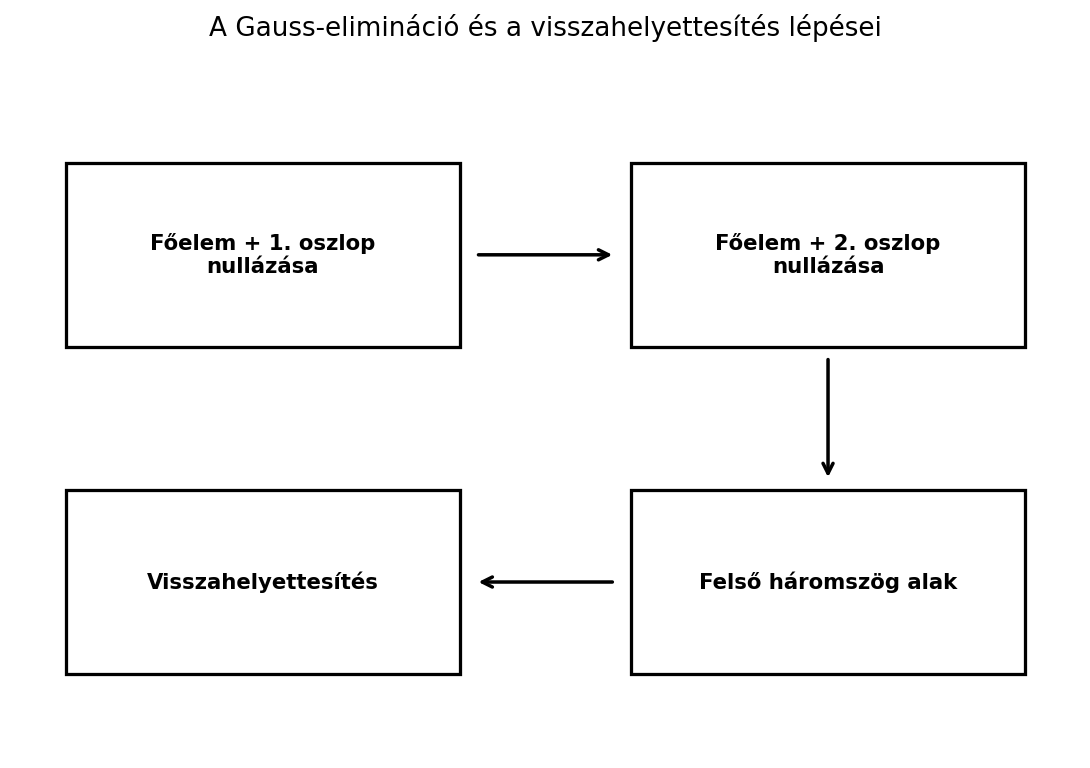 A Gauss-elimináció és a visszahelyettesítés lépései
Főelem + 1. oszlop
nullázása
Főelem + 2. oszlop
nullázása
Felső háromszög alak
Visszahelyettesítés